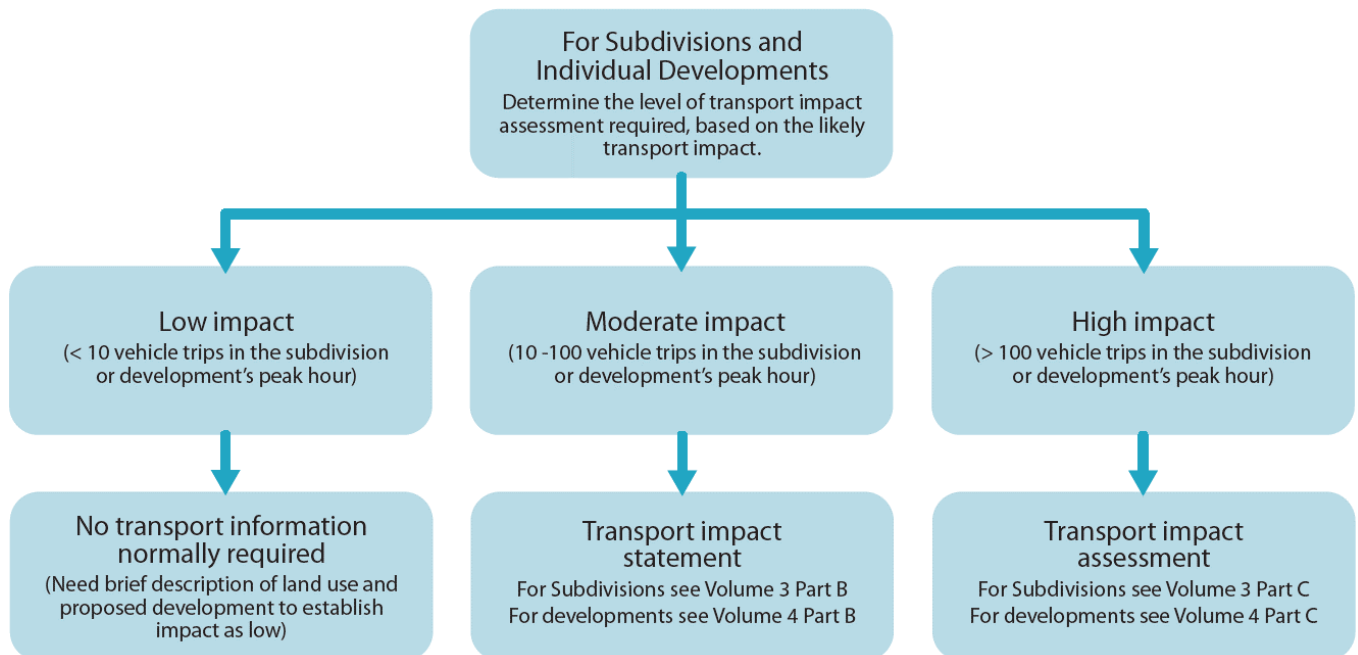 For Subdivisions and
Individual Developments
Determine the level of transport impact
assessment required, based on the likely
transport impact.
Low impact
(< 10 vehicle trips in the subdivision
or development's peak hour)
Moderate impact
(10 -100 vehicle trips in the subdivision
or development's peak hour)
High impact
(> 100 vehicle trips in the subdivision
or development's peak hour)
No transport information
normally required
(Need brief description of land use and
proposed development to establish
impact as low)
Transport impact
statement
For Subdivisions see Volume 3 Part B
For developments see Volume 4 Part B
Transport impact
assessment
For Subdivisions see Volume 3 Part C
For developments see Volume 4 Part C